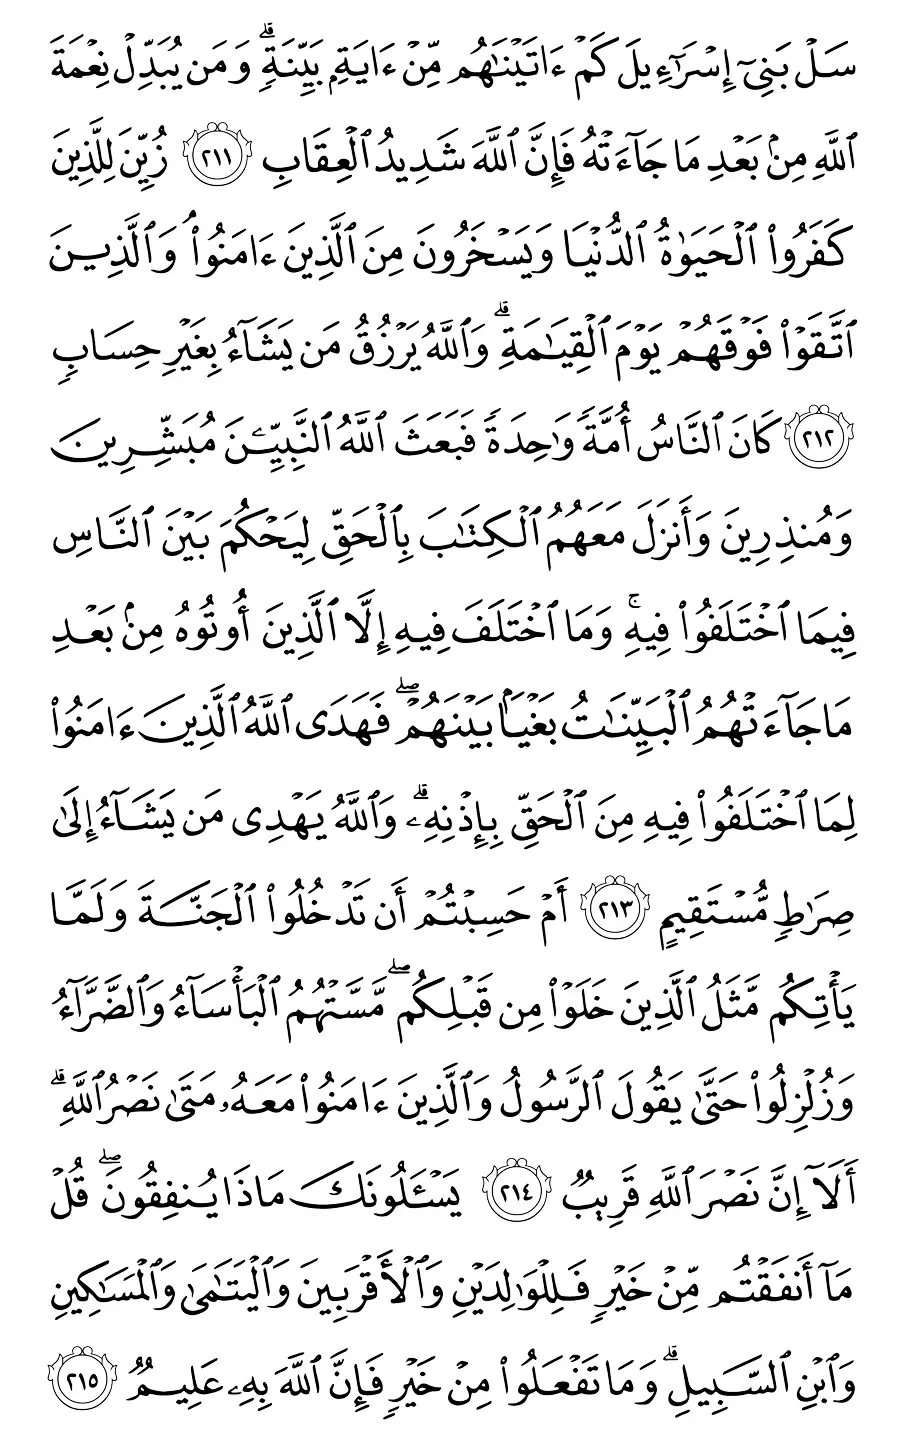 سَلْ بَنِىٓ إِسْرَٰٓءِيلَ كَمْ ءَاتَيْنَٰهُم مِّنْ ءَايَةٍۭ بَيِّنَةٍۗ وَمَن يُبَدِّلْ نِعْمَةَ
ٱللَّهِ مِنۢ بَعْدِ مَا جَآءَتْهُ فَإِنَّ ٱللَّهَ شَدِيدُ ٱلْعِقَابِ ٢١١ زُيِّنَ لِلَّذِينَ
كَفَرُوا۟ ٱلْحَيَوٰةُ ٱلدُّنْيَا وَيَسْخَرُونَ مِنَ ٱلَّذِينَ ءَامَنُوا۟ۘ وَٱلَّذِينَ
ٱتَّقَوْا۟ فَوْقَهُمْ يَوْمَ ٱلْقِيَٰمَةِۗ وَٱللَّهُ يَرْزُقُ مَن يَشَآءُ بِغَيْرِ حِسَابٍ
٢١٢ كَانَ ٱلنَّاسُ أُمَّةً وَٰحِدَةً فَبَعَثَ ٱللَّهُ ٱلنَّبِيِّۦنَ مُبَشِّرِينَ
وَمُنذِرِينَ وَأَنزَلَ مَعَهُمُ ٱلْكِتَٰبَ بِٱلْحَقِّ لِيَحْكُمَ بَيْنَ ٱلنَّاسِ
فِيمَا ٱخْتَلَفُوا۟ فِيهِۚ وَمَا ٱخْتَلَفَ فِيهِ إِلَّا ٱلَّذِينَ أُوتُوهُ مِنۢ بَعْدِ
مَا جَآءَتْهُمُ ٱلْبَيِّنَٰتُ بَغْيًۢا بَيْنَهُمْۖ فَهَدَى ٱللَّهُ ٱلَّذِينَ ءَامَنُوا۟
لِمَا ٱخْتَلَفُوا۟ فِيهِ مِنَ ٱلْحَقِّ بِإِذْنِهِۦۗ وَٱللَّهُ يَهْدِى مَن يَشَآءُ إِلَىٰ
صِرَٰطٍ مُّسْتَقِيمٍ ٢١٣ أَمْ حَسِبْتُمْ أَن تَدْخُلُوا۟ ٱلْجَنَّةَ وَلَمَّا
يَأْتِكُم مَّثَلُ ٱلَّذِينَ خَلَوْا۟ مِن قَبْلِكُمۖ مَّسَّتْهُمُ ٱلْبَأْسَآءُ وَٱلضَّرَّآءُ
وَزُلْزِلُوا۟ حَتَّىٰ يَقُولَ ٱلرَّسُولُ وَٱلَّذِينَ ءَامَنُوا۟ مَعَهُۥ مَتَىٰ نَصْرُ ٱللَّهِۗ
أَلَآ إِنَّ نَصْرَ ٱللَّهِ قَرِيبٌ ٢١٤ يَسْـَٔلُونَكَ مَاذَا يُنفِقُونَۖ قُلْ
مَآ أَنفَقْتُم مِّنْ خَيْرٍ فَلِلْوَٰلِدَيْنِ وَٱلْأَقْرَبِينَ وَٱلْيَتَٰمَىٰ وَٱلْمَسَٰكِينِ
وَٱبْنِ ٱلسَّبِيلِۗ وَمَا تَفْعَلُوا۟ مِنْ خَيْرٍ فَإِنَّ ٱللَّهَ بِهِۦ عَلِيمٌ ٢١٥